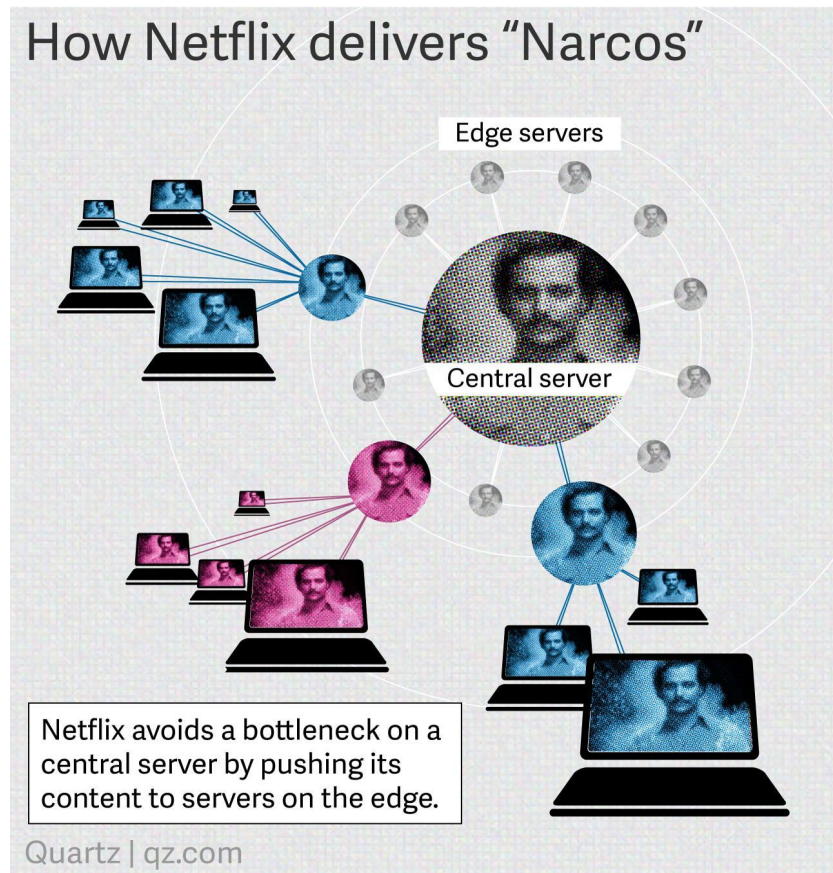 How Netflix delivers “Narcos”
Edge servers
Central server
Netflix avoids a bottleneck on a
central server by pushing its
content to servers on the edge.
Quartz | qz.com